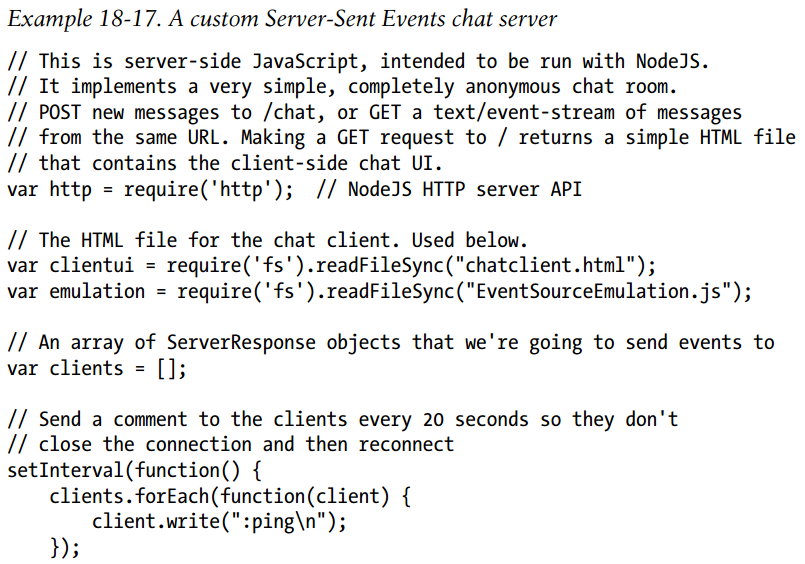 Example 18-17. A custom Server-Sent Events chat server
// This is server-side JavaScript, intended to be run with NodeJS.
// It implements a very simple, completely anonymous chat room.
// POST new messages to /chat, or GET a text/event-stream of messages
// from the same URL. Making a GET request to / returns a simple HTML file
// that contains the client-side chat UI.
var http = require('http');  // NodeJS HTTP server API

// The HTML file for the chat client. Used below.
var clientui = require('fs').readFileSync("chatclient.html");
var emulation = require('fs').readFileSync("EventSourceEmulation.js");

// An array of ServerResponse objects that we're going to send events to
var clients = [];

// Send a comment to the clients every 20 seconds so they don't
// close the connection and then reconnect
setInterval(function() {
    clients.forEach(function(client) {
        client.write(":ping\n");
    });